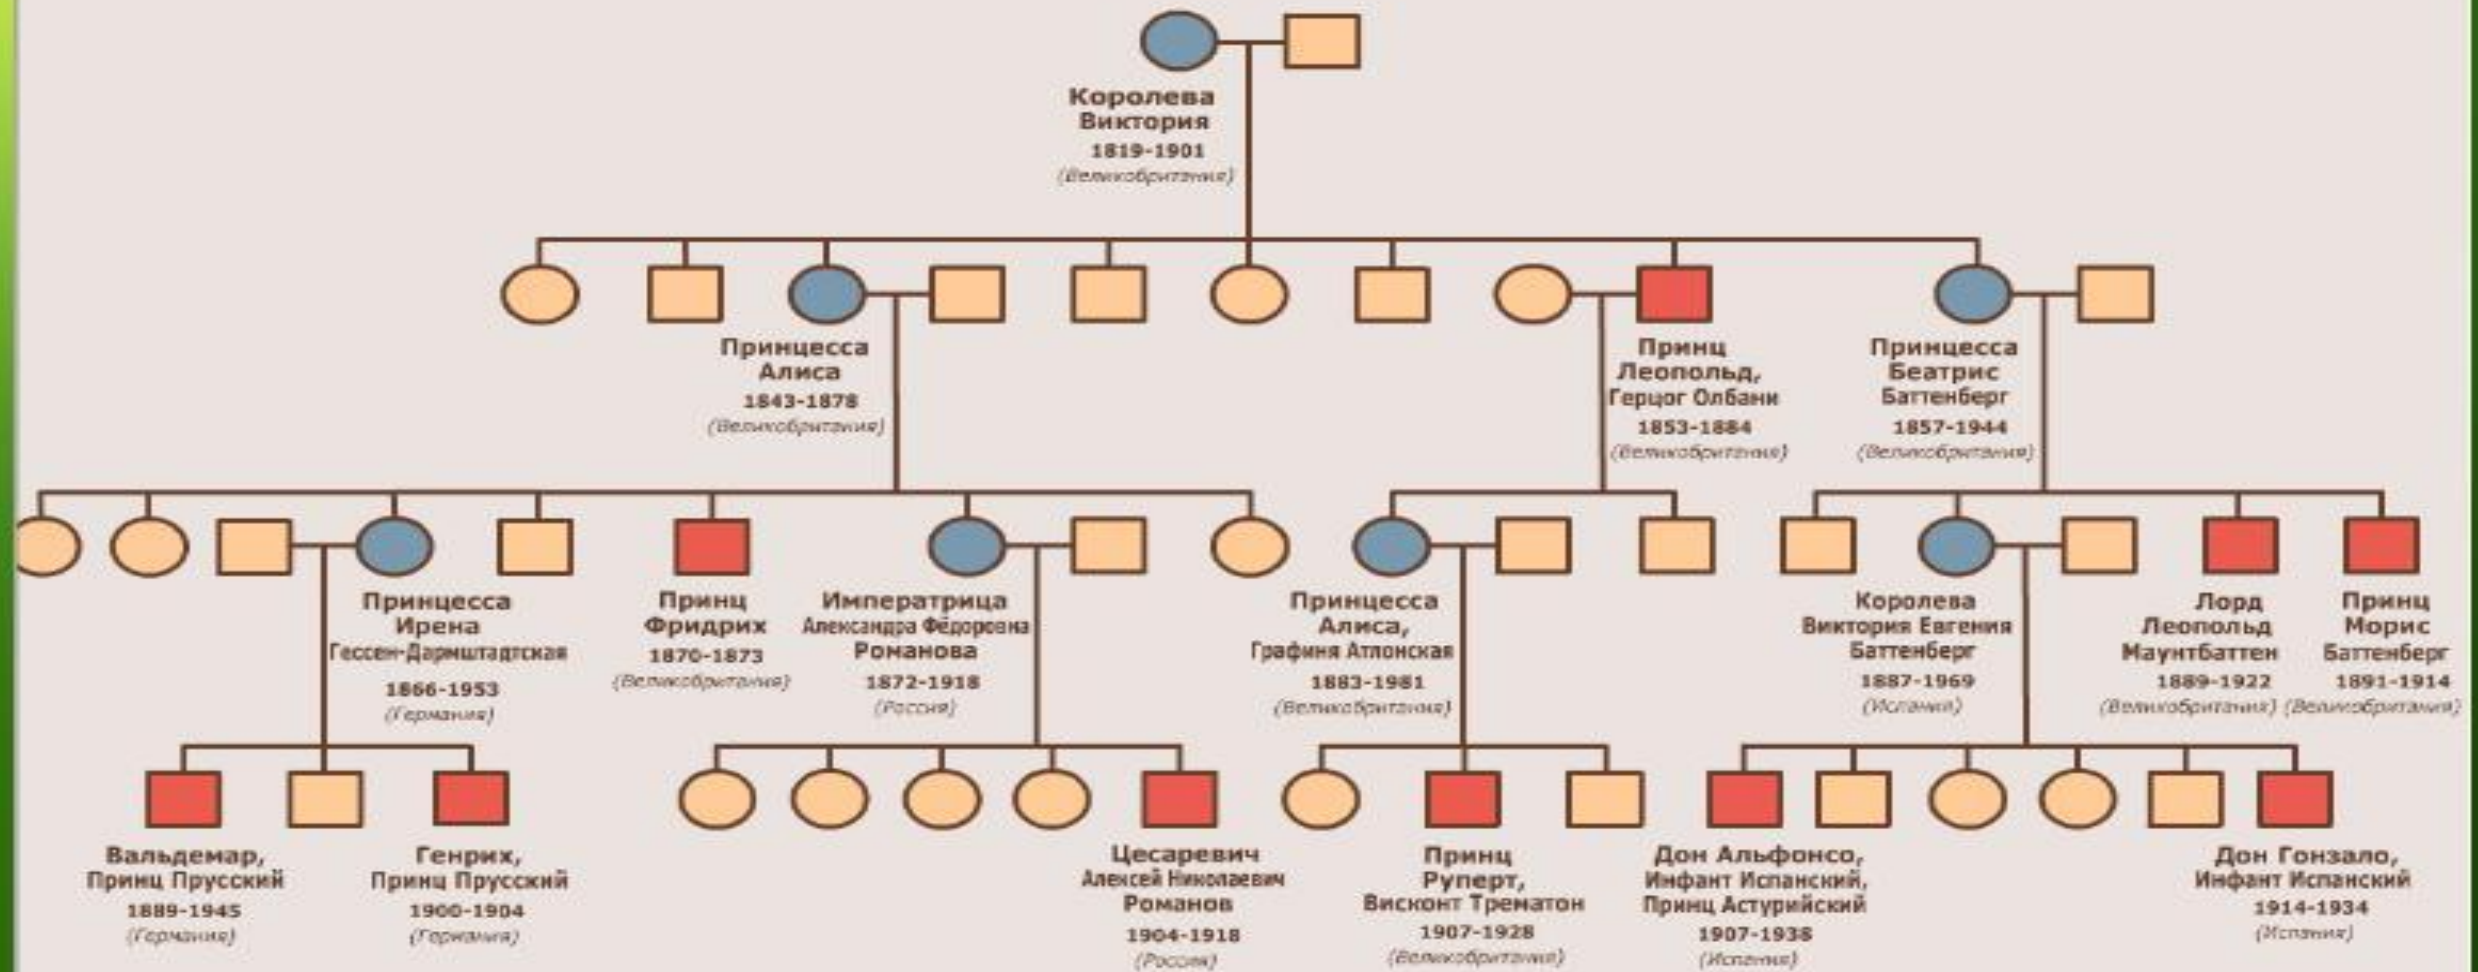 Королева
Виктория
1819-1901
(Великобритания)
Принцесса
Алиса
1843-1878
(Великобритания)
Принц
Леопольд,
Герцог Олбани
1853-1884
(Великобритания)
Принцесса
Беатрис
Баттенберг
1857-1944
(Великобритания)
Принцесса
Ирена
Гессен-Дармштадтская
1866-1953
(Германия)
Принц
Фридрих
1870-1873
(Великобритания)
Императрица
Александра Фёдоровна
Романова
1872-1918
(Россия)
Принцесса
Алиса,
Графиня Атлонская
1883-1981
(Великобритания)
Королева
Виктория Евгения
Баттенберг
1887-1969
(Испания)
Лорд
Леопольд
Маунтбаттен
1889-1922
(Великобритания)
Принц
Морис
Баттенберг
1891-1914
(Великобритания)
Вальдемар,
Принц Прусский
1889-1945
(Германия)
Генрих,
Принц Прусский
1900-1904
(Германия)
Цесаревич
Алексей Николаевич
Романов
1904-1918
(Россия)
Принц
Руперт,
Висконт Трематон
1907-1928
(Великобритания)
Дон Альфонсо,
Инфант Испанский,
Принц Астурийский
1907-1938
(Испания)
Дон Гонзало,
Инфант Испанский
1914-1934
(Испания)